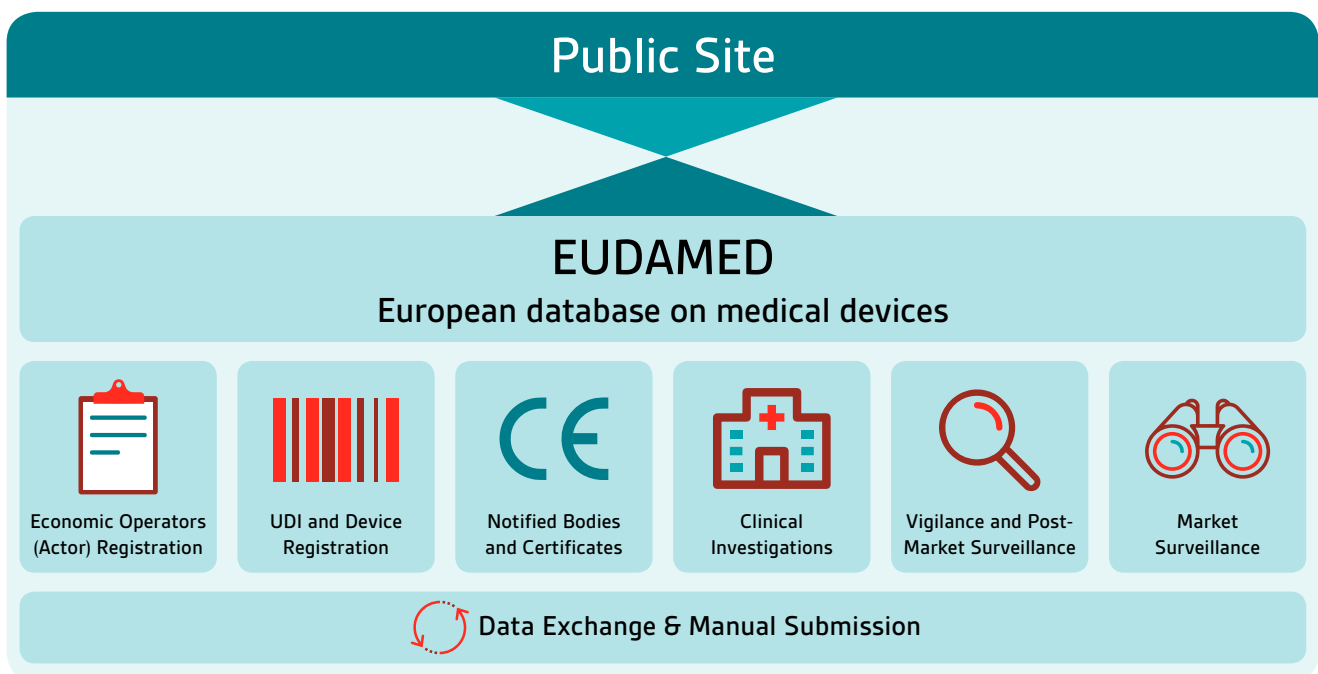 Public Site
EUDAMED
European database on medical devices
Economic Operators
(Actor) Registration
UDI and Device
Registration
CE
Notified Bodies
and Certificates
Clinical
Investigations
Vigilance and Post-
Market Surveillance
Market
Surveillance
Data Exchange & Manual Submission